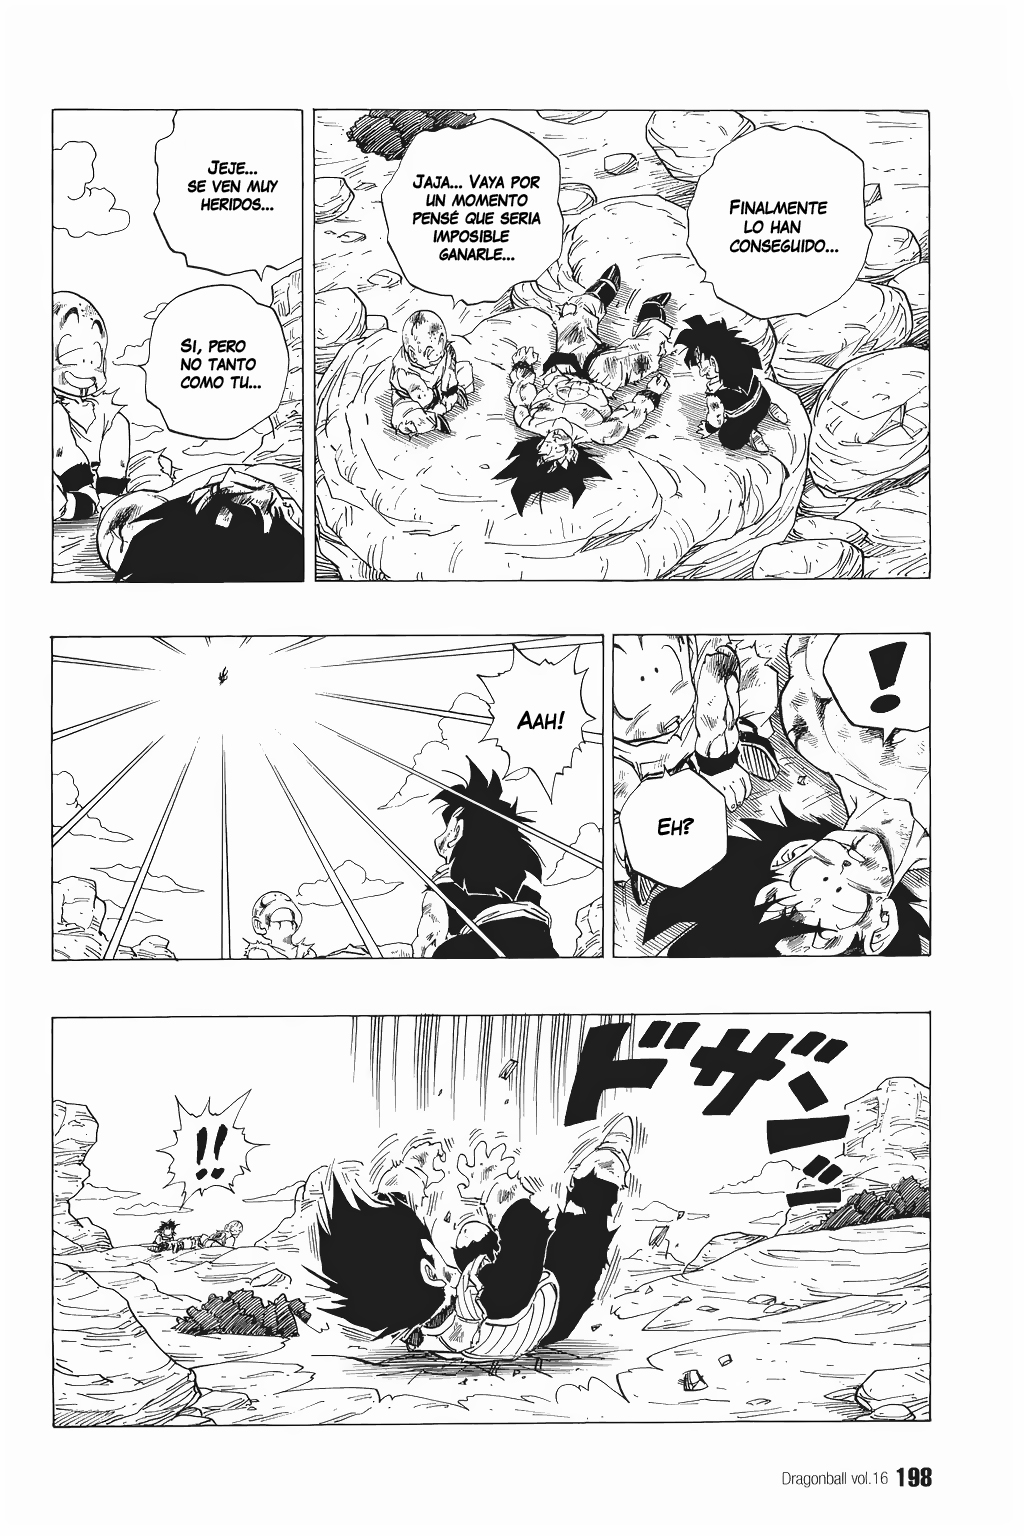 FINALMENTE
LO HAN
CONSEGUIDO...
JAJA... VAYA POR
UN MOMENTO
PENSÉ QUE SERIA
IMPOSIBLE
GANARLE...
JEJE...
SE VEN MUY
HERIDOS...
SI, PERO
NO TANTO
COMO TU...
!
EH?
AAH!
ドザン
!!
Dragonball vol.16 198